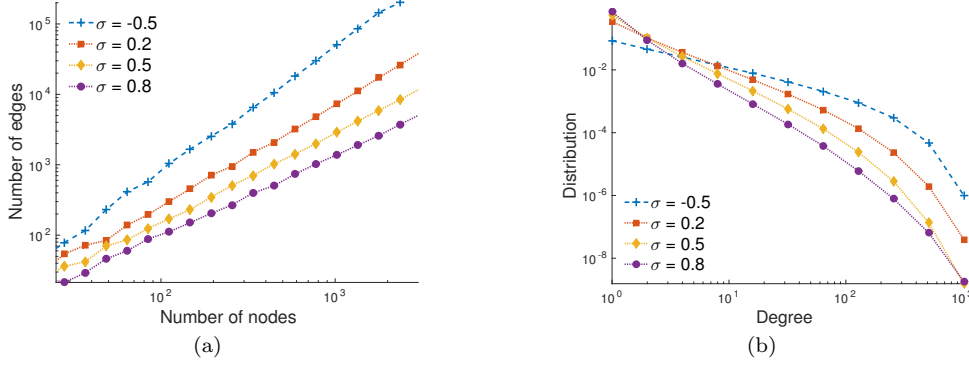 10^5
10^4
10^3
10^2
Number of edges
σ = -0.5
σ = 0.2
σ = 0.5
σ = 0.8
10^2
10^3
Number of nodes
(a)
10^-2
10^-4
10^-6
10^-8
Distribution
σ = -0.5
σ = 0.2
σ = 0.5
σ = 0.8
10^0
10^1
10^2
10^3
Degree
(b)